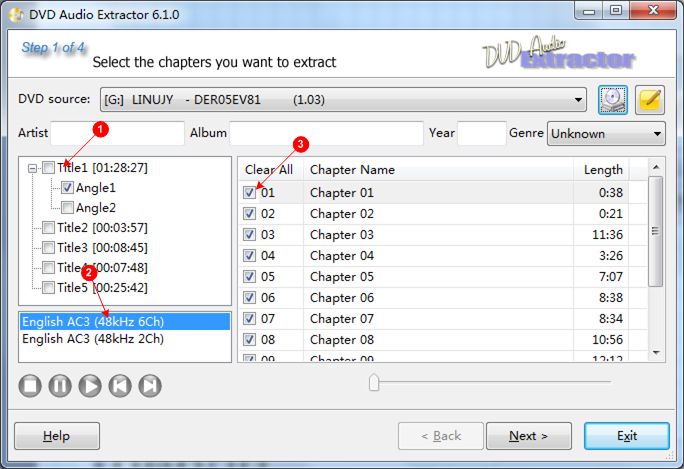 DVD Audio Extractor 6.1.0
Step 1 of 4
Select the chapters you want to extract
DVD Audio
Extractor
DVD source: [G:] LINUJY - DER05EV81 (1.03)
Artist Album Year Genre Unknown
1
Title1 [01:28:27]
Angle1
Angle2
Title2 [00:03:57]
Title3 [00:08:45]
Title4 [00:07:48]
2
Title5 [00:25:42]
English AC3 (48kHz 6Ch)
English AC3 (48kHz 2Ch)
3
Clear All Chapter Name Length
01 Chapter 01 0:38
02 Chapter 02 0:21
03 Chapter 03 11:36
04 Chapter 04 3:26
05 Chapter 05 7:07
06 Chapter 06 8:38
07 Chapter 07 8:34
08 Chapter 08 10:56
09 Chapter 09 12:12
Help < Back Next > Exit